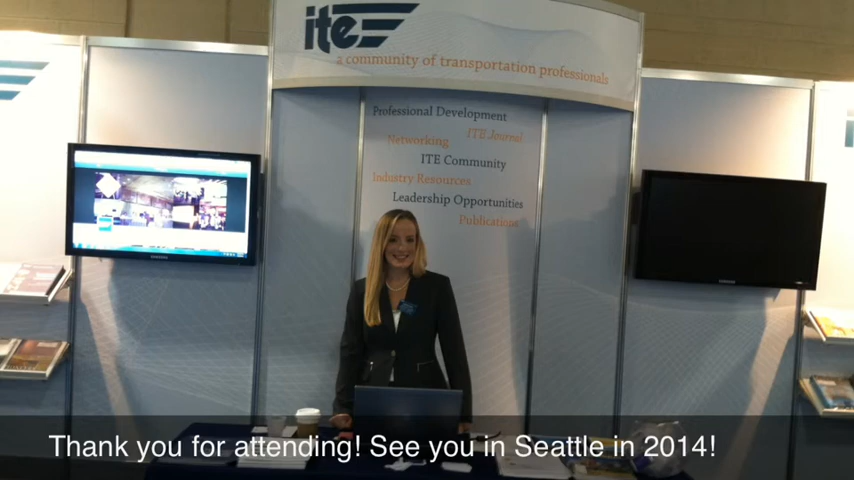 ite
a community of transportation professionals
Professional Development
ITE Journal
Networking
ITE Community
Industry Resources
Leadership Opportunities
Publications
SAMSUNG
Thank you for attending! See you in Seattle in 2014!